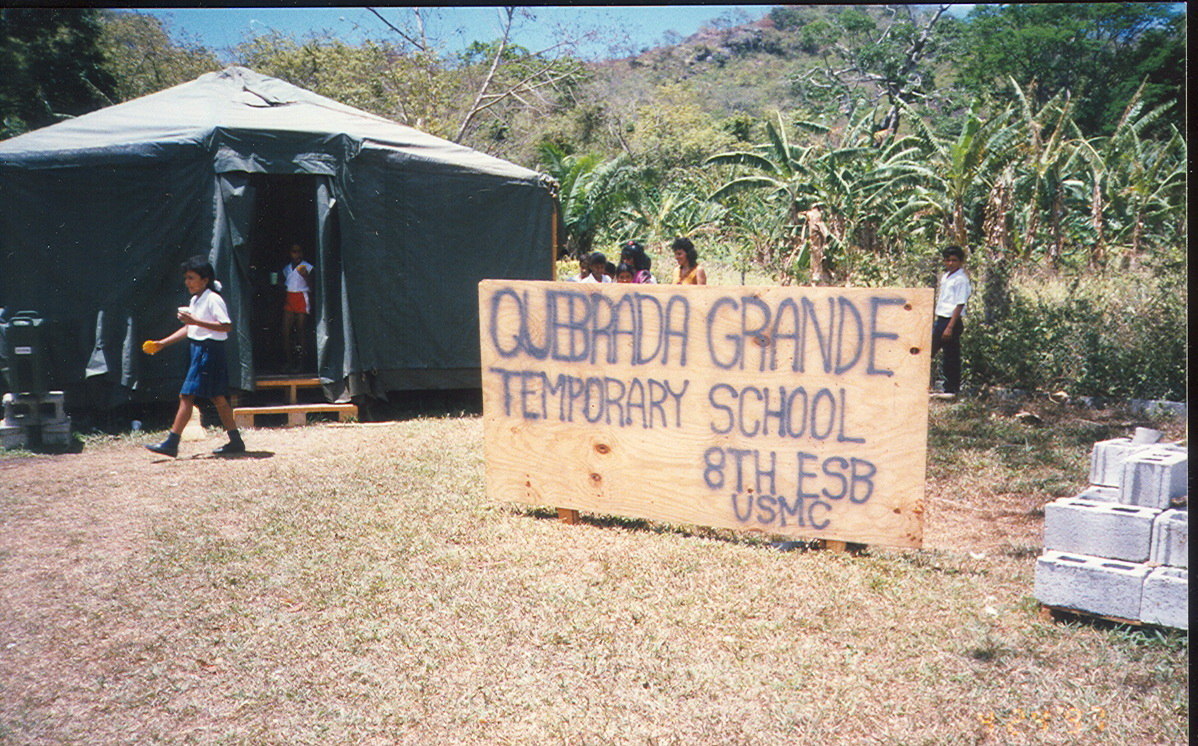 QUEBRADA GRANDE
TEMPORARY SCHOOL
8TH ESB
USMC